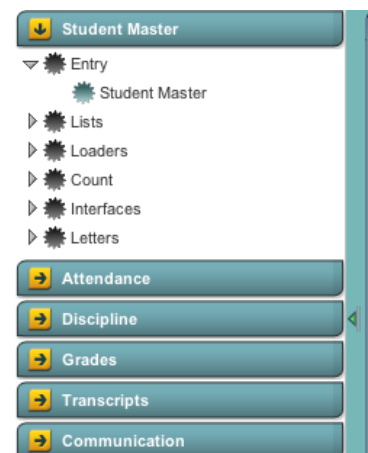 Student Master
Entry
Student Master
Lists
Loaders
Count
Interfaces
Letters
Attendance
Discipline
Grades
Transcripts
Communication